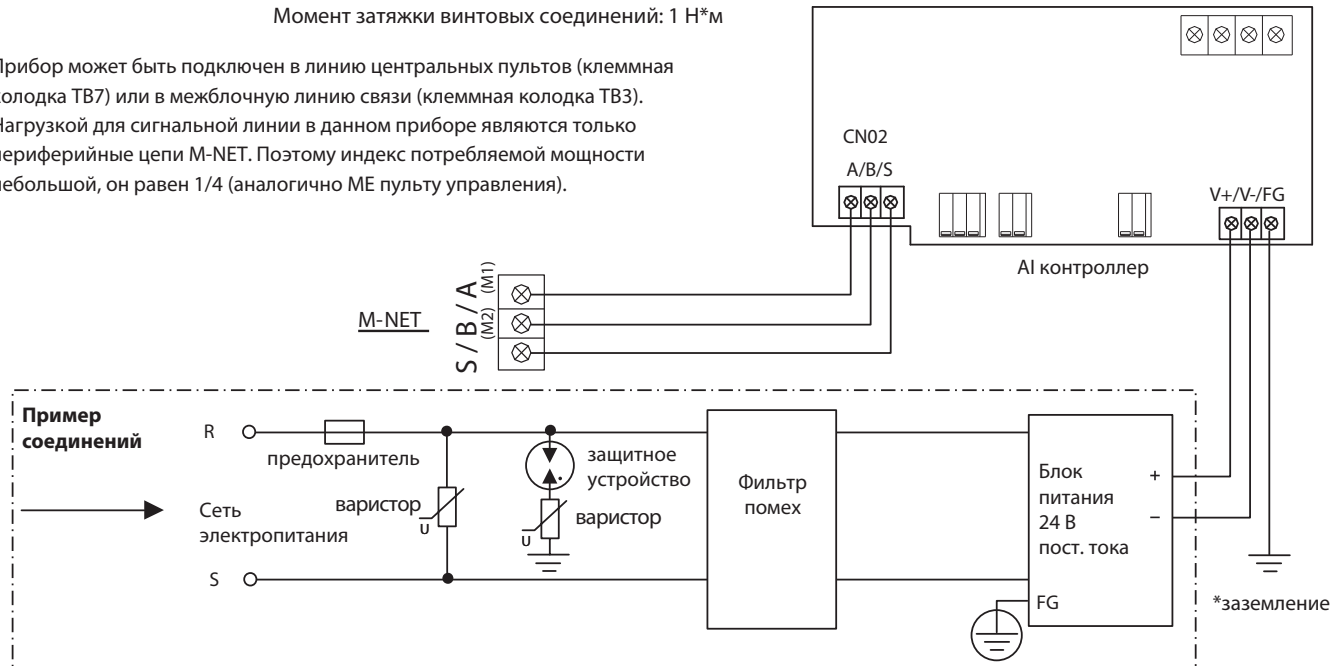 Момент затяжки винтовых соединений: 1 Н*м
Прибор может быть подключен в линию центральных пультов (клеммная
колодка TB7) или в межблочную линию связи (клеммная колодка TB3).
Нагрузкой для сигнальной линии в данном приборе являются только
периферийные цепи M-NET. Поэтому индекс потребляемой мощности
небольшой, он равен 1/4 (аналогично ME пульту управления).
CN02
A/B/S
V+/V-/FG
AI контроллер
M-NET
S / B / A
(M2)
(M1)
Пример
соединений
R
предохранитель
защитное
устройство
варистор
U
варистор
U
Сеть
электропитания
S
Фильтр
помех
Блок
питания
24 В
пост. тока
+
–
FG
*заземление